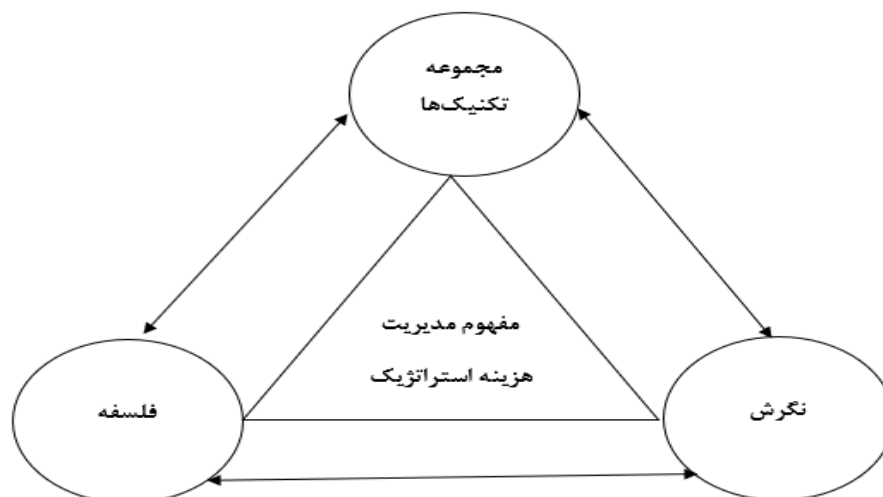 مجموعه
تکنیک‌ها
مفهوم مدیریت
هزینه استراتژیک
نگرش
فلسفه